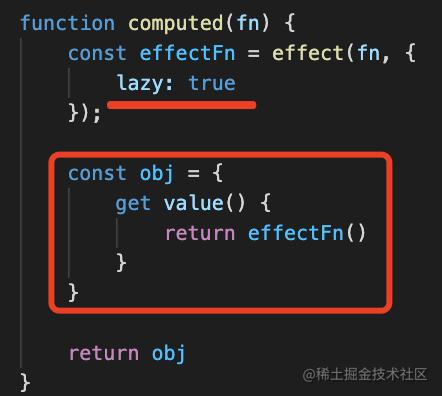 function computed(fn) {
    const effectFn = effect(fn, {
        lazy: true
    });
    const obj = {
        get value() {
            return effectFn()
        }
    }
    return obj
}
@稀土掘金技术社区